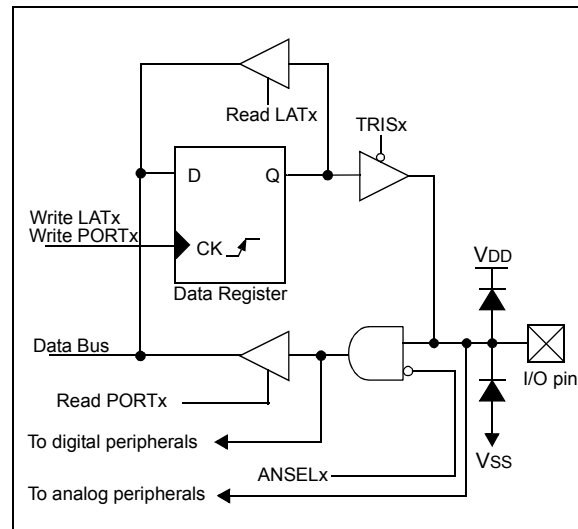 Read LATx
TRISx
D Q
Write LATx
Write PORTx
CK
Data Register
VDD
Data Bus
I/O pin
Read PORTx
To digital peripherals
VSS
ANSELx
To analog peripherals